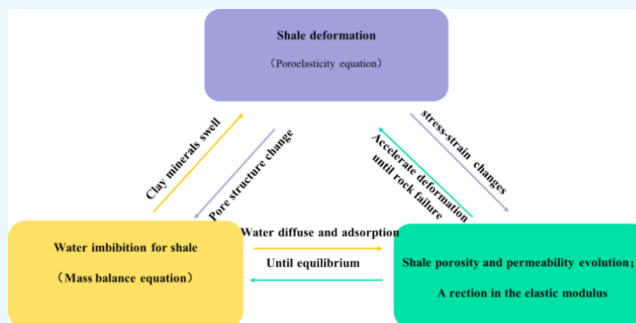 Shale deformation
（Poroelasticity equation）
Clay minerals swell
Pore structure change
Accelerate deformation
until rock failure
stress-strain changes
Water imbibition for shale
（Mass balance equation）
Water diffuse and adsorption
Until equilibrium
Shale porosity and permeability evolution；
A rection in the elastic modulus